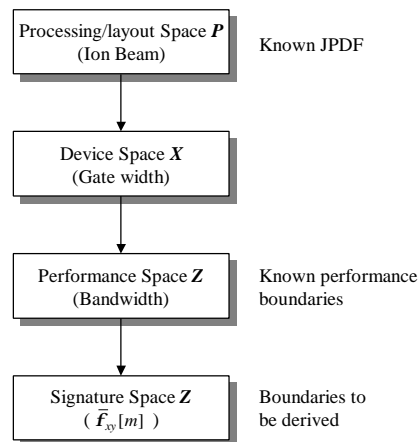 Processing/layout Space P
(Ion Beam)
Known JPDF
Device Space X
(Gate width)
Performance Space Z
(Bandwidth)
Known performance
boundaries
Signature Space Z
( f̄xy[m] )
Boundaries to
be derived